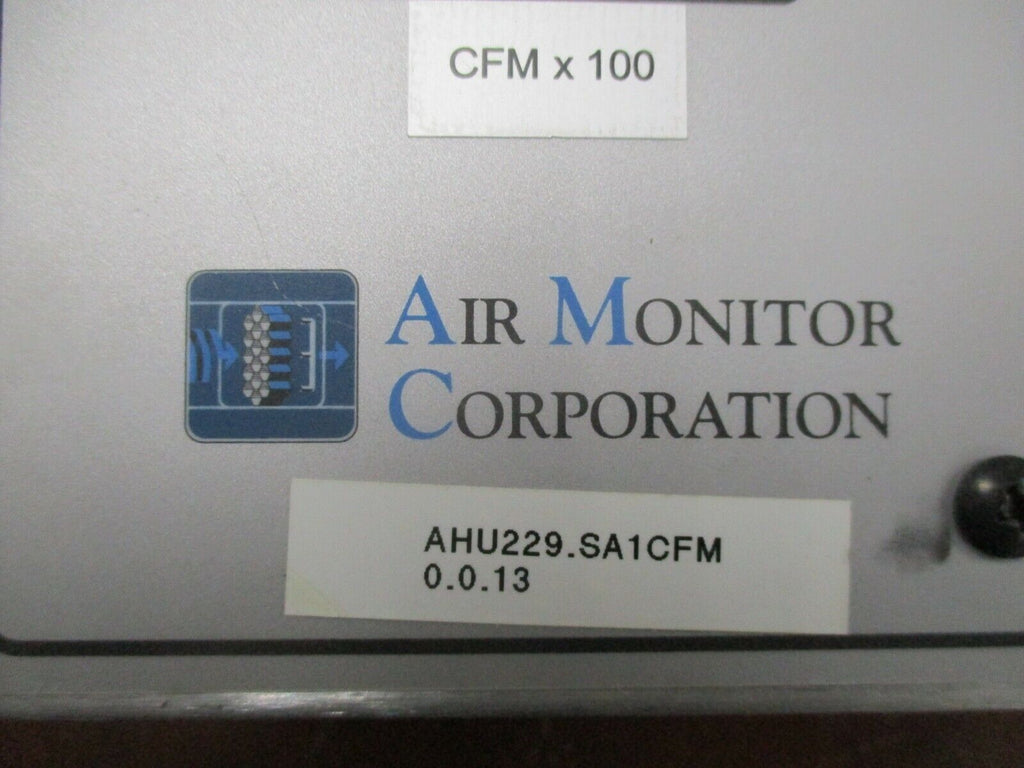 CFM x 100
AIR MONITOR
CORPORATION
AHU229.SA1CFM
0.0.13